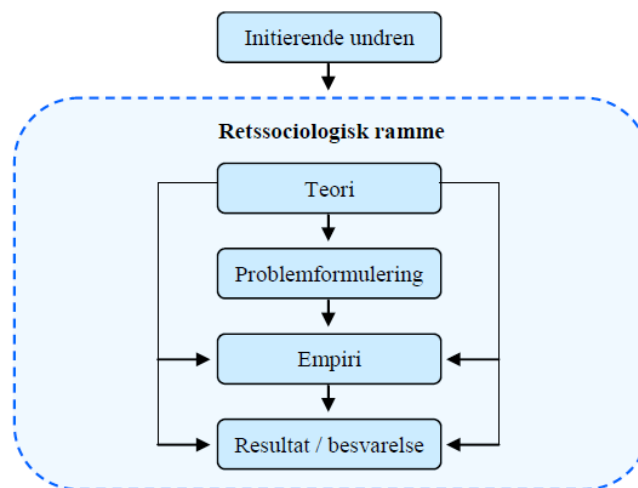 Initierende undren
Retssociologisk ramme
Teori
Problemformulering
Empiri
Resultat / besvarelse